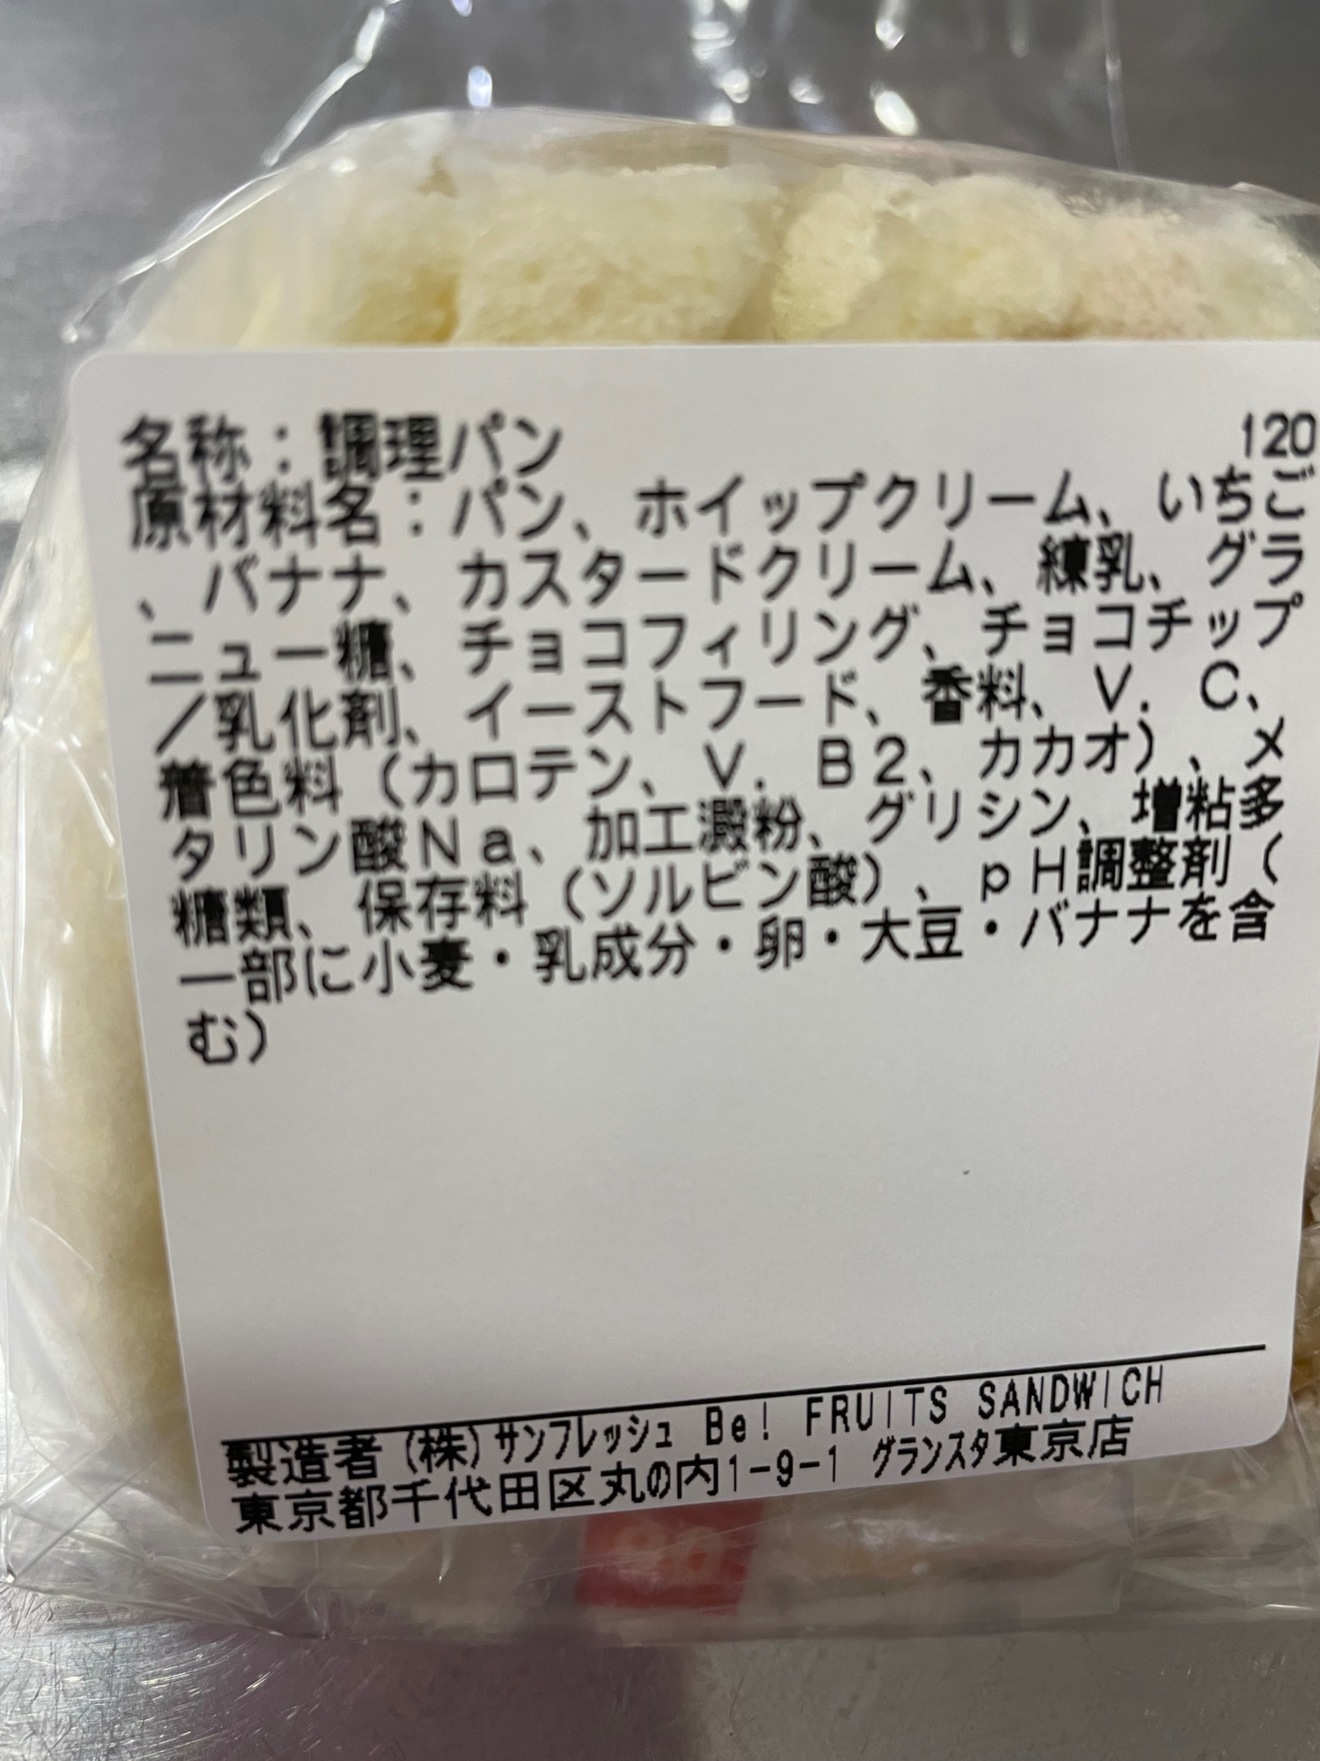 120
名称：調理パン
原材料名：パン、ホイップクリーム、いちご
、バナナ、カスタードクリーム、練乳、グラ
ニュー糖、チョコフィリング、チョコチップ
／乳化剤、イーストフード、香料、Ｖ．Ｃ、
着色料（カロテン、Ｖ．Ｂ２、カカオ）、メ
タリン酸Ｎａ、加工澱粉、グリシン、増粘多
糖類、保存料（ソルビン酸）、ｐＨ調整剤（
一部に小麦・乳成分・卵・大豆・バナナを含
む）
製造者（株）サンフレッシュ Be! FRUITS SANDWICH
東京都千代田区丸の内1-9-1 グランスタ東京店